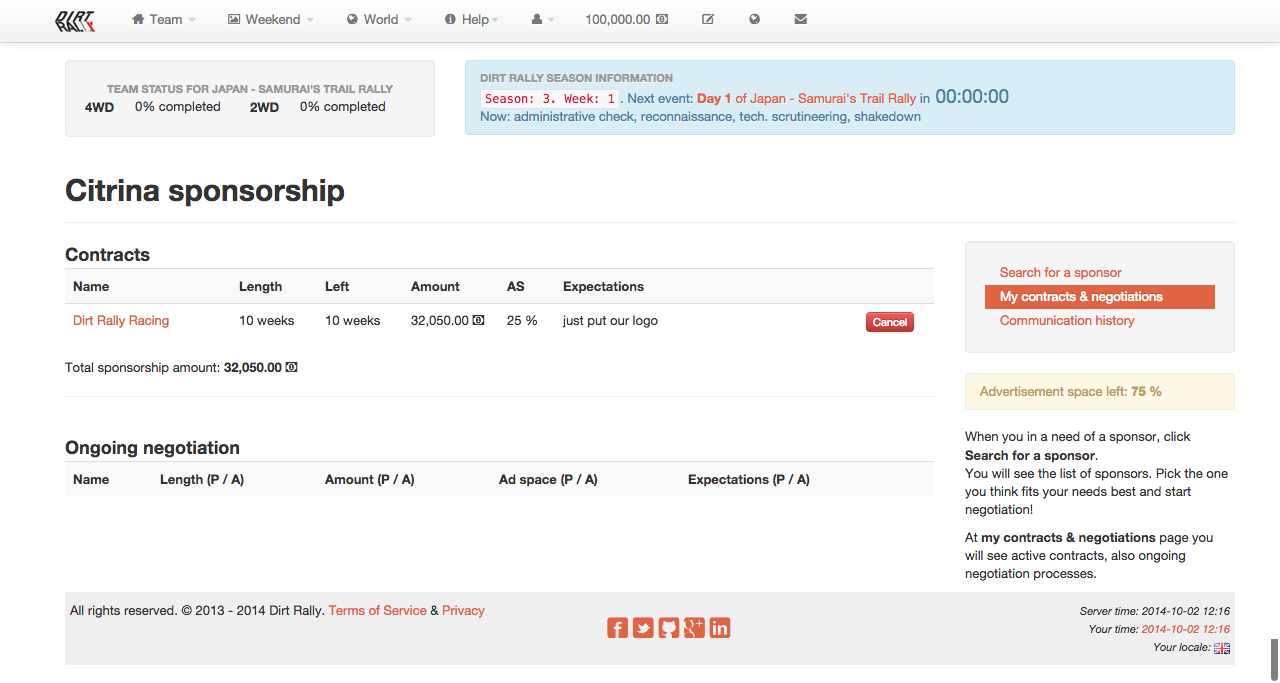 DIRT RALLY Team Weekend World Help 100,000.00
TEAM STATUS FOR JAPAN - SAMURAI'S TRAIL RALLY
4WD 0% completed 2WD 0% completed
DIRT RALLY SEASON INFORMATION
Season: 3. Week: 1. Next event: Day 1 of Japan - Samurai's Trail Rally in 00:00:00
Now: administrative check, reconnaissance, tech. scrutineering, shakedown
Citrina sponsorship
Contracts
Name Length Left Amount AS Expectations
Dirt Rally Racing 10 weeks 10 weeks 32,050.00 25 % just put our logo Cancel
Total sponsorship amount: 32,050.00
Ongoing negotiation
Name Length (P / A) Amount (P / A) Ad space (P / A) Expectations (P / A)
Search for a sponsor
My contracts & negotiations
Communication history
Advertisement space left: 75 %
When you in a need of a sponsor, click
Search for a sponsor.
You will see the list of sponsors. Pick the one
you think fits your needs best and start
negotiation!
At my contracts & negotiations page you
will see active contracts, also ongoing
negotiation processes.
All rights reserved. © 2013 - 2014 Dirt Rally. Terms of Service & Privacy
Server time: 2014-10-02 12:16
Your time: 2014-10-02 12:16
Your locale: